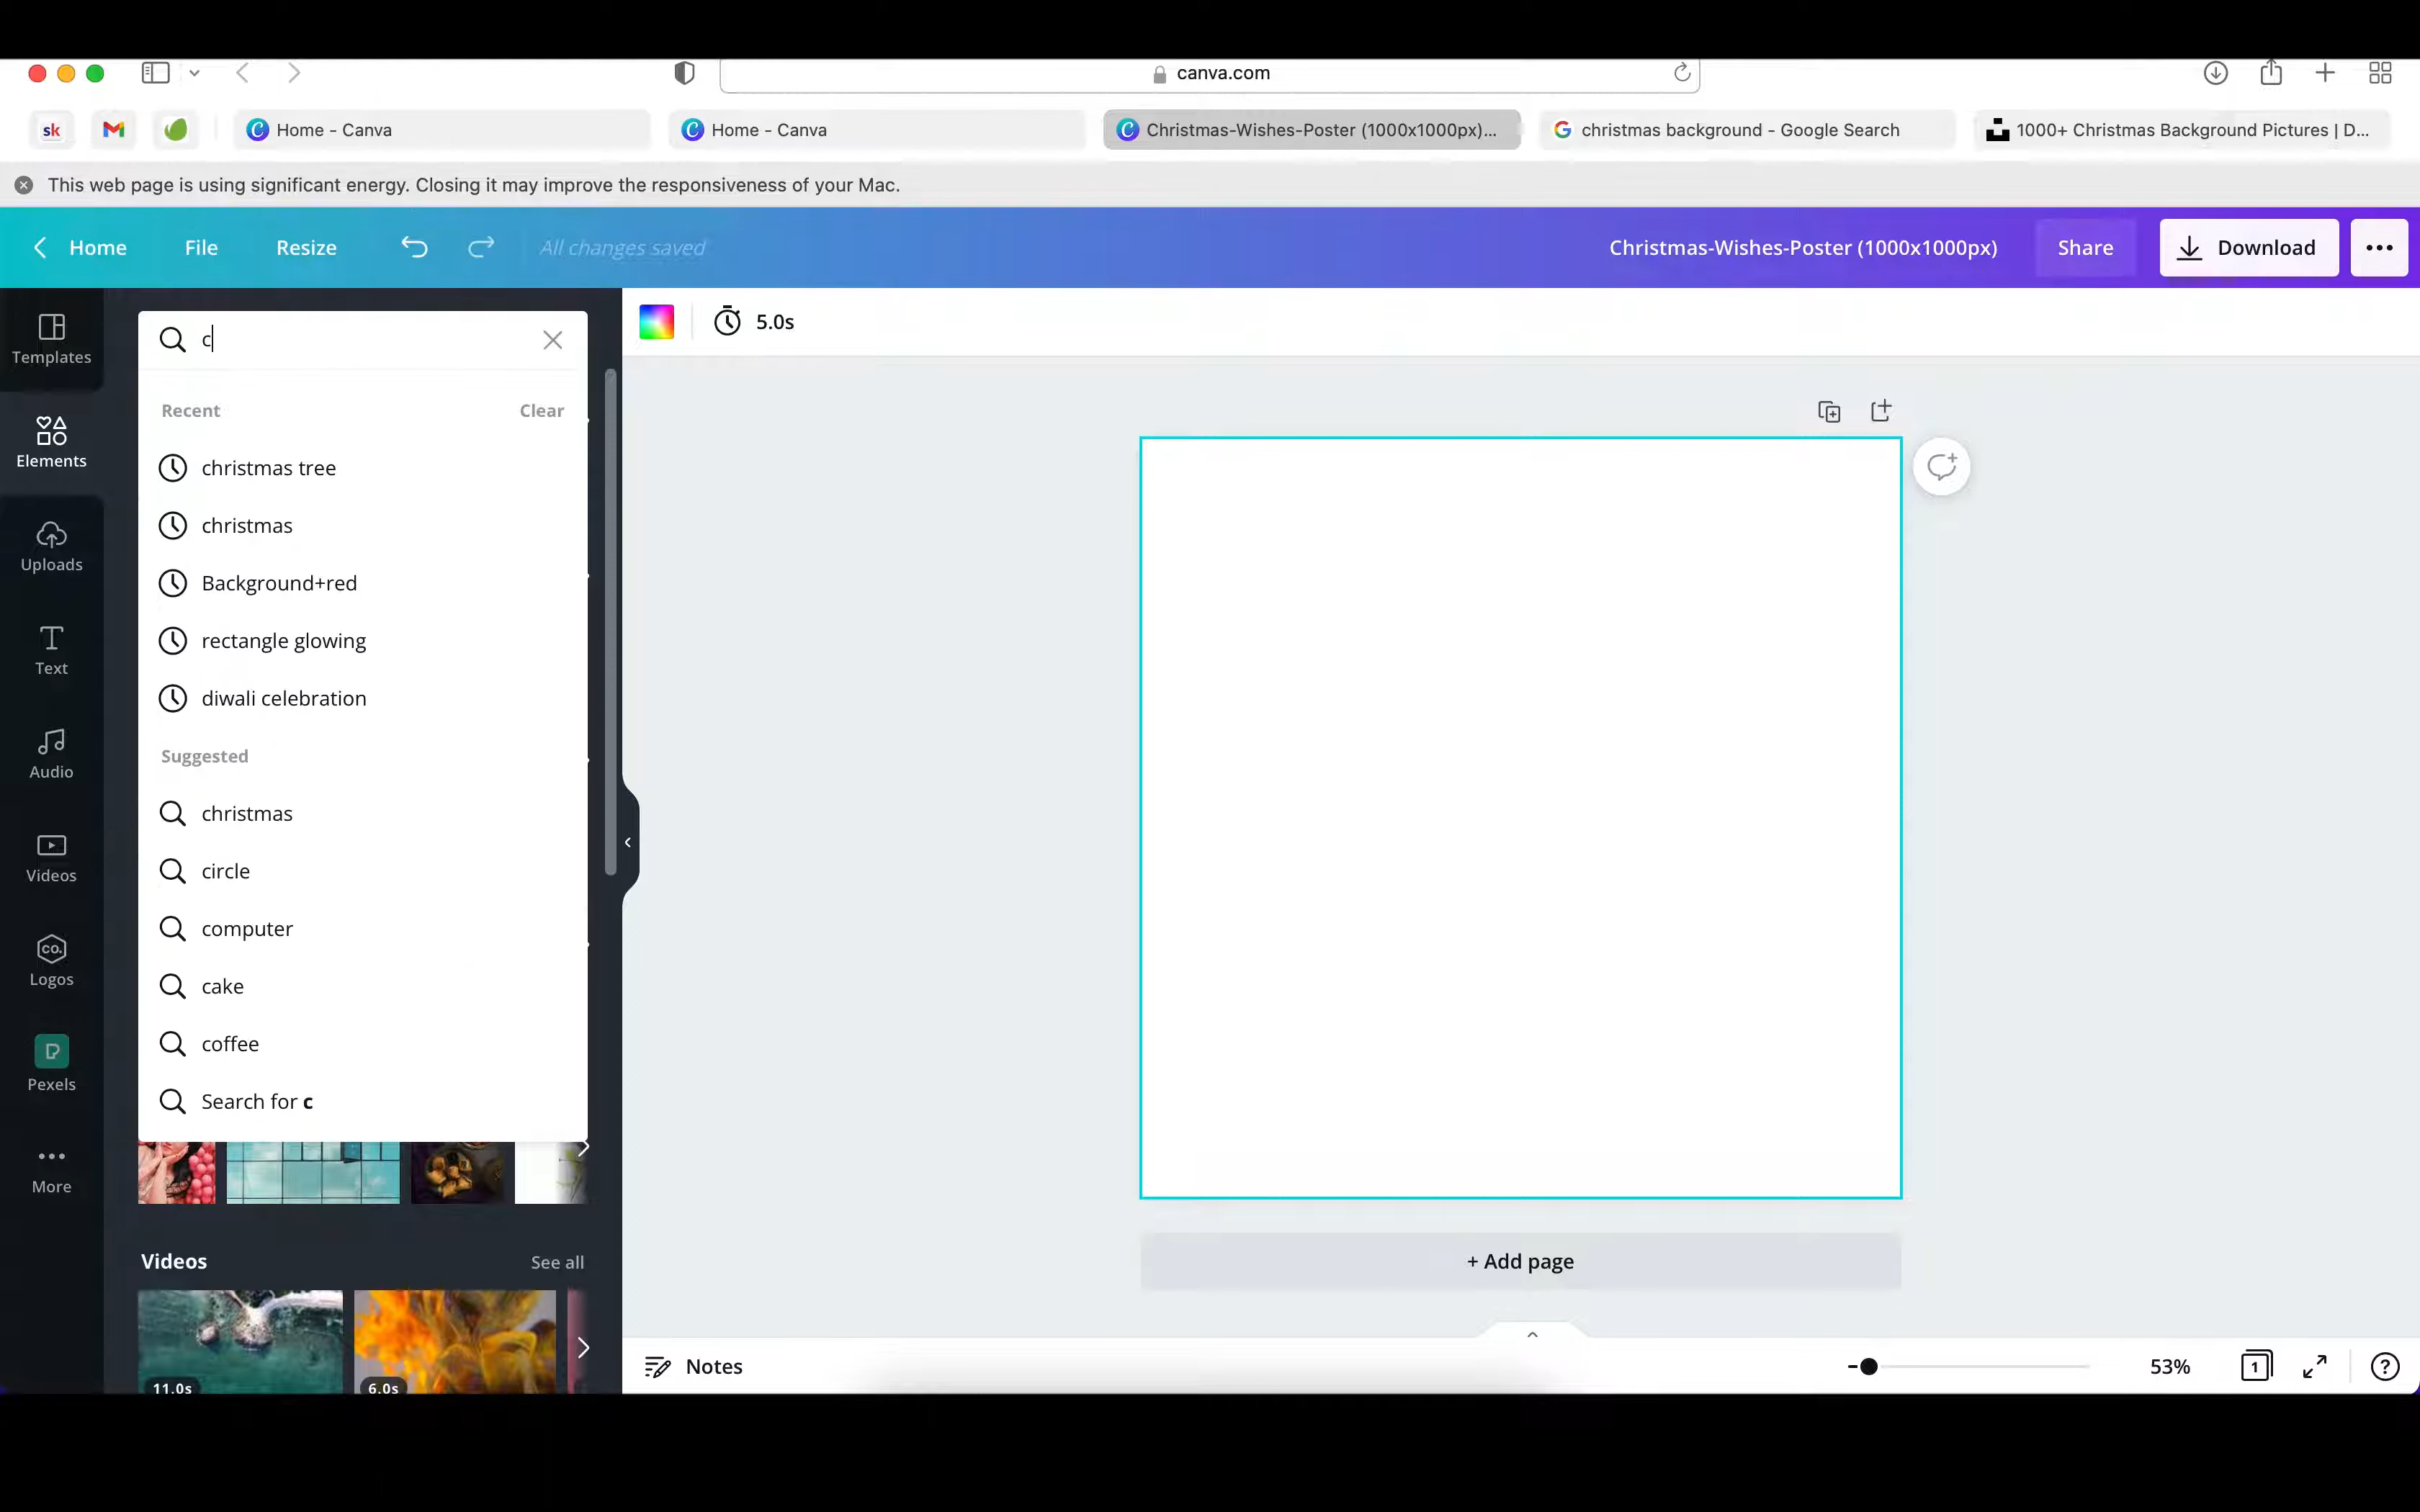 canva.com
sk
Home - Canva
Home - Canva
Christmas-Wishes-Poster (1000x1000px)...
christmas background - Google Search
1000+ Christmas Background Pictures | D...
This web page is using significant energy. Closing it may improve the responsiveness of your Mac.
Home
File
Resize
All changes saved
Christmas-Wishes-Poster (1000x1000px)
Share
Download
Templates
Elements
Uploads
Text
Audio
Videos
CO.
Logos
Pexels
More
c
Recent
Clear
christmas tree
christmas
Background+red
rectangle glowing
diwali celebration
Suggested
christmas
circle
computer
cake
coffee
Search for c
Videos
See all
11.0s
6.0s
5.0s
+ Add page
Notes
53%
1
?